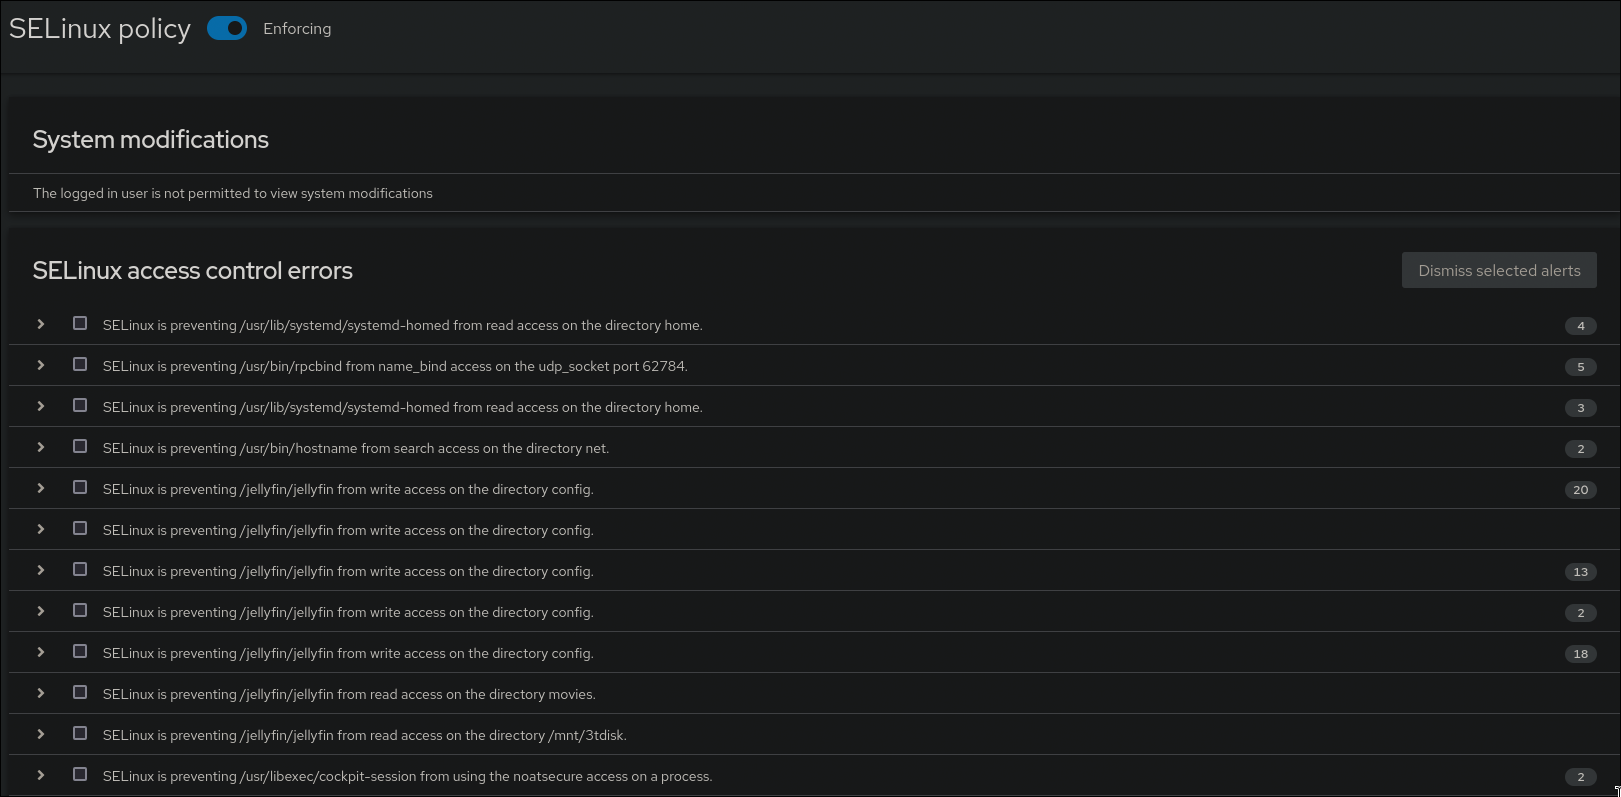 SELinux policy Enforcing
System modifications
The logged in user is not permitted to view system modifications
SELinux access control errors Dismiss selected alerts
SELinux is preventing /usr/lib/systemd/systemd-homed from read access on the directory home. 4
SELinux is preventing /usr/bin/rpcbind from name_bind access on the udp_socket port 62784. 5
SELinux is preventing /usr/lib/systemd/systemd-homed from read access on the directory home. 3
SELinux is preventing /usr/bin/hostname from search access on the directory net. 2
SELinux is preventing /jellyfin/jellyfin from write access on the directory config. 20
SELinux is preventing /jellyfin/jellyfin from write access on the directory config.
SELinux is preventing /jellyfin/jellyfin from write access on the directory config. 13
SELinux is preventing /jellyfin/jellyfin from write access on the directory config. 2
SELinux is preventing /jellyfin/jellyfin from write access on the directory config. 18
SELinux is preventing /jellyfin/jellyfin from read access on the directory movies.
SELinux is preventing /jellyfin/jellyfin from read access on the directory /mnt/3tdisk.
SELinux is preventing /usr/libexec/cockpit-session from using the noatsecure access on a process. 2